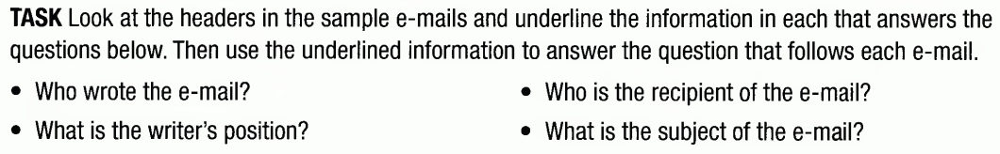 TASK Look at the headers in the sample e-mails and underline the information in each that answers the
questions below. Then use the underlined information to answer the question that follows each e-mail.
• Who wrote the e-mail?
• Who is the recipient of the e-mail?
• What is the writer's position?
• What is the subject of the e-mail?